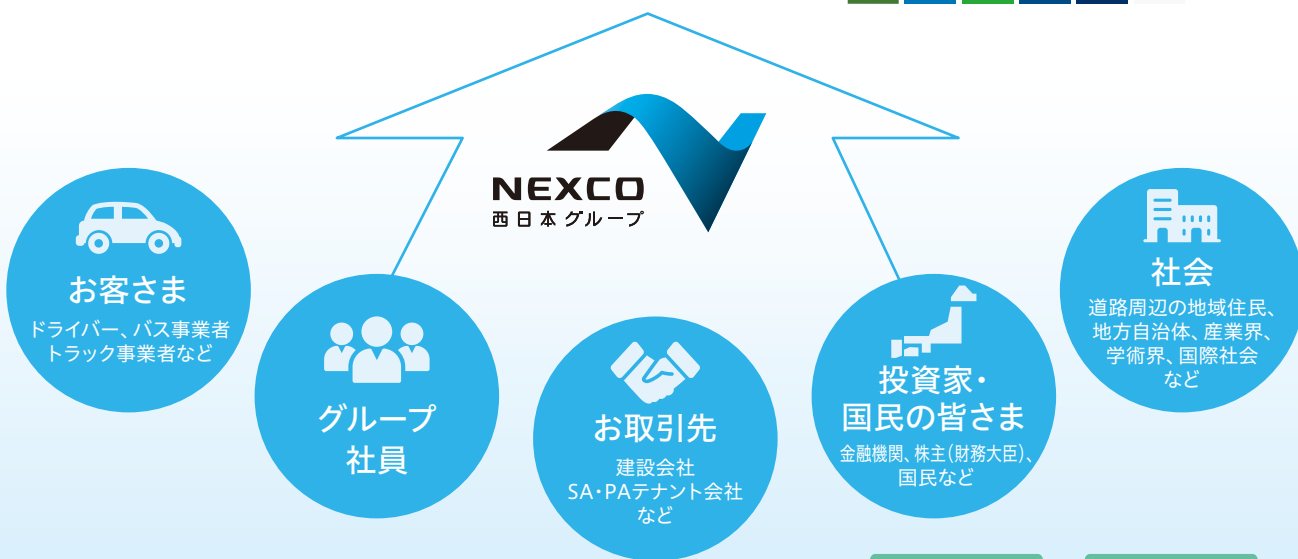 NEXCO
西日本グループ
お客さま
ドライバー、バス事業者
トラック事業者など
グループ
社員
お取引先
建設会社
SA・PAテナント会社
など
投資家・
国民の皆さま
金融機関、株主(財務大臣)、
国民など
社会
道路周辺の地域住民、
地方自治体、産業界、
学術界、国際社会
など